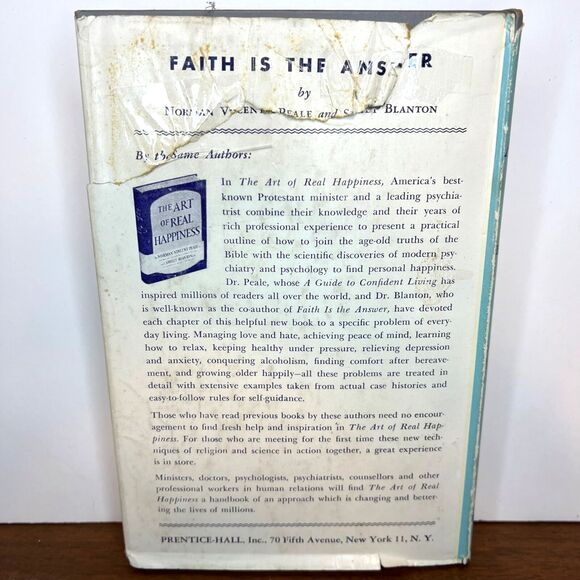 FAITH IS THE ANSWER
by
NORMAN VINCENT PEALE and SMILEY BLANTON
By the Same Authors:
THE ART
OF REAL
HAPPINESS
NORMAN VINCENT PEALE
SMILEY BLANTON
In The Art of Real Happiness, America's best-
known Protestant minister and a leading psychia-
trist combine their knowledge and their years of
rich professional experience to present a practical
outline of how to join the age-old truths of the
Bible with the scientific discoveries of modern psy-
chiatry and psychology to find personal happiness.
Dr. Peale, whose A Guide to Confident Living has
inspired millions of readers all over the world, and Dr. Blanton, who
is well-known as the co-author of Faith Is the Answer, have devoted
each chapter of this helpful new book to a specific problem of every-
day living. Managing love and hate, achieving peace of mind, learning
how to relax, keeping healthy under pressure, relieving depression
and anxiety, conquering alcoholism, finding comfort after bereave-
ment, and growing older happily—all these problems are treated in
detail with extensive examples taken from actual case histories and
easy-to-follow rules for self-guidance.
Those who have read previous books by these authors need no encour-
agement to find fresh help and inspiration in The Art of Real Hap-
piness. For those who are meeting for the first time these new tech-
niques of religion and science in action together, a great experience
is in store.
Ministers, doctors, psychologists, psychiatrists, counsellors and other
professional workers in human relations will find The Art of Real
Happiness a handbook of an approach which is changing and better-
ing the lives of millions.
PRENTICE-HALL, Inc., 70 Fifth Avenue, New York 11, N. Y.